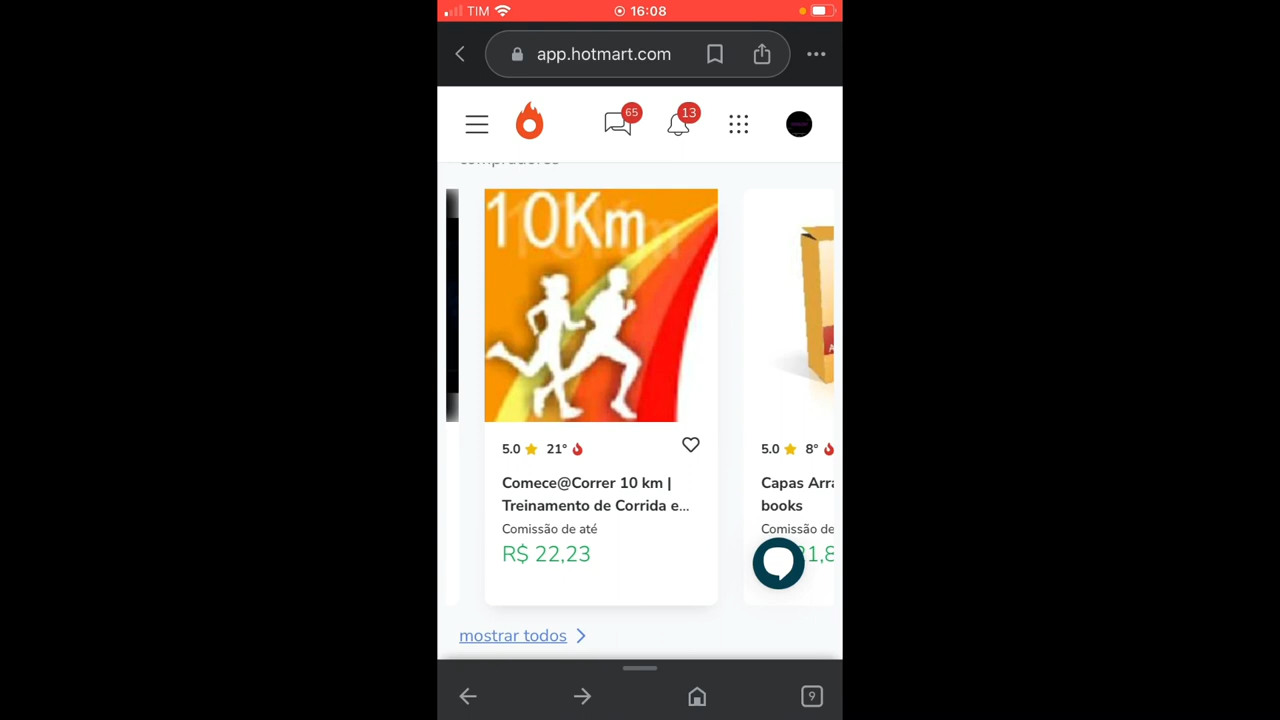 TIM 16:08
app.hotmart.com
65 13
10Km
5.0 21°
Comece@Correr 10 km |
Treinamento de Corrida e...
Comissão de até
R$ 22,23
5.0 8°
Capas Arra
books
Comissão de
mostrar todos
9